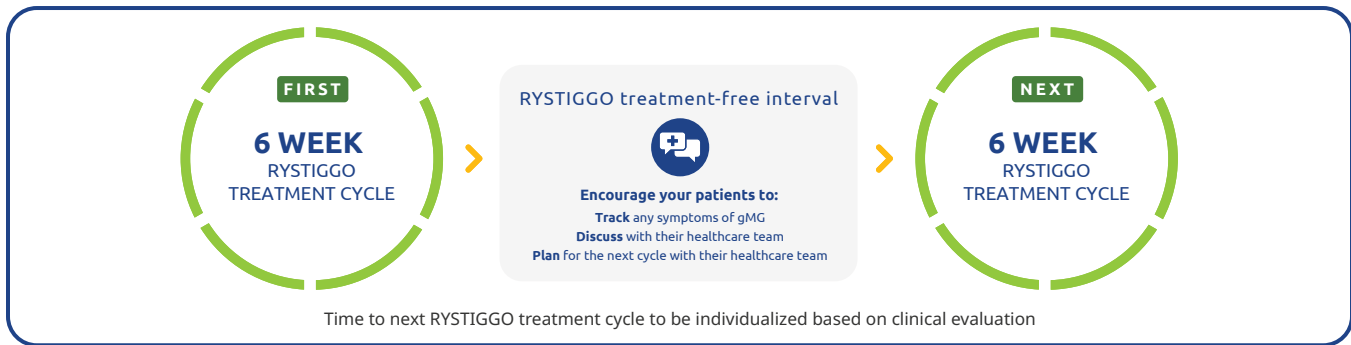 FIRST
6 WEEK
RYSTIGGO
TREATMENT CYCLE
RYSTIGGO treatment-free interval
Encourage your patients to:
Track any symptoms of gMG
Discuss with their healthcare team
Plan for the next cycle with their healthcare team
NEXT
6 WEEK
RYSTIGGO
TREATMENT CYCLE
Time to next RYSTIGGO treatment cycle to be individualized based on clinical evaluation